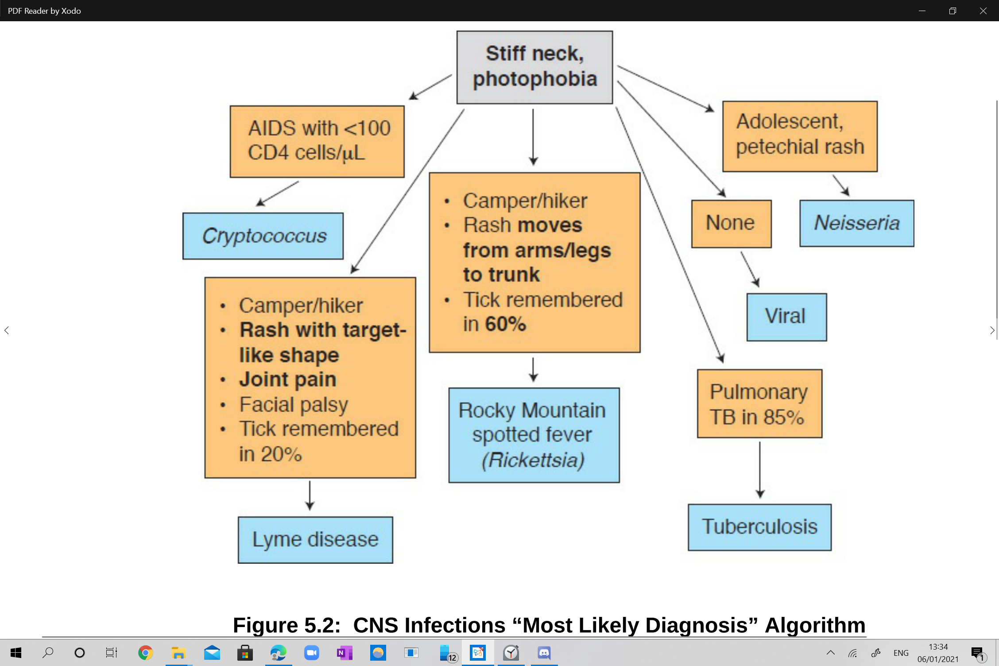 PDF Reader by Xodo
Stiff neck,
photophobia
AIDS with <100
CD4 cells/μL
Cryptococcus
• Camper/hiker
• Rash with target-
like shape
• Joint pain
• Facial palsy
• Tick remembered
in 20%
Lyme disease
• Camper/hiker
• Rash moves
from arms/legs
to trunk
• Tick remembered
in 60%
Rocky Mountain
spotted fever
(Rickettsia)
Adolescent,
petechial rash
Neisseria
None
Viral
Pulmonary
TB in 85%
Tuberculosis
Figure 5.2: CNS Infections “Most Likely Diagnosis” Algorithm
N
12
ENG
13:34
06/01/2021
1